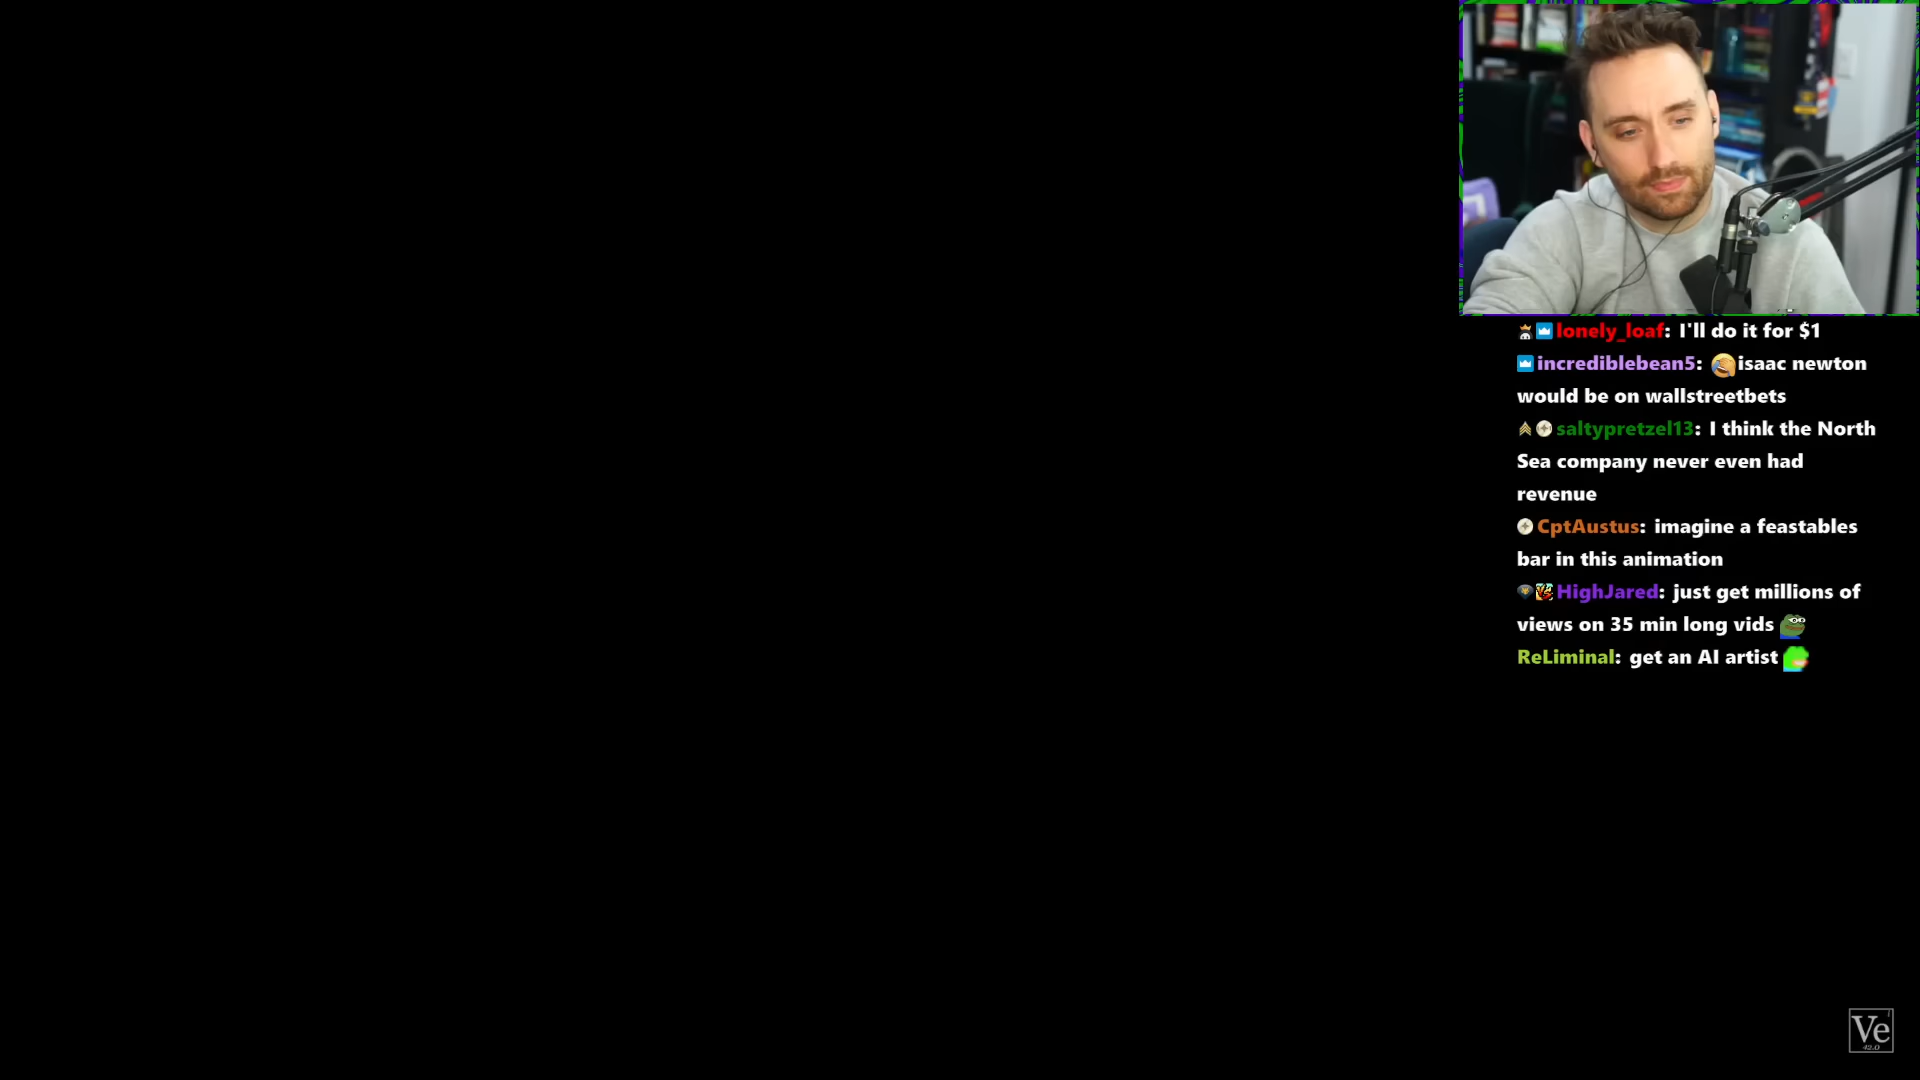 lonely_loaf: I'll do it for $1
incrediblebean5: isaac newton
would be on wallstreetbets
saltypretzel13: I think the North
Sea company never even had
revenue
CptAustus: imagine a feastables
bar in this animation
HighJared: just get millions of
views on 35 min long vids
ReLiminal: get an AI artist
Ve
42.0